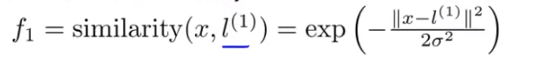 f₁ = similarity(x, l⁽¹⁾) = exp(−‖x−l⁽¹⁾‖²/2σ²)